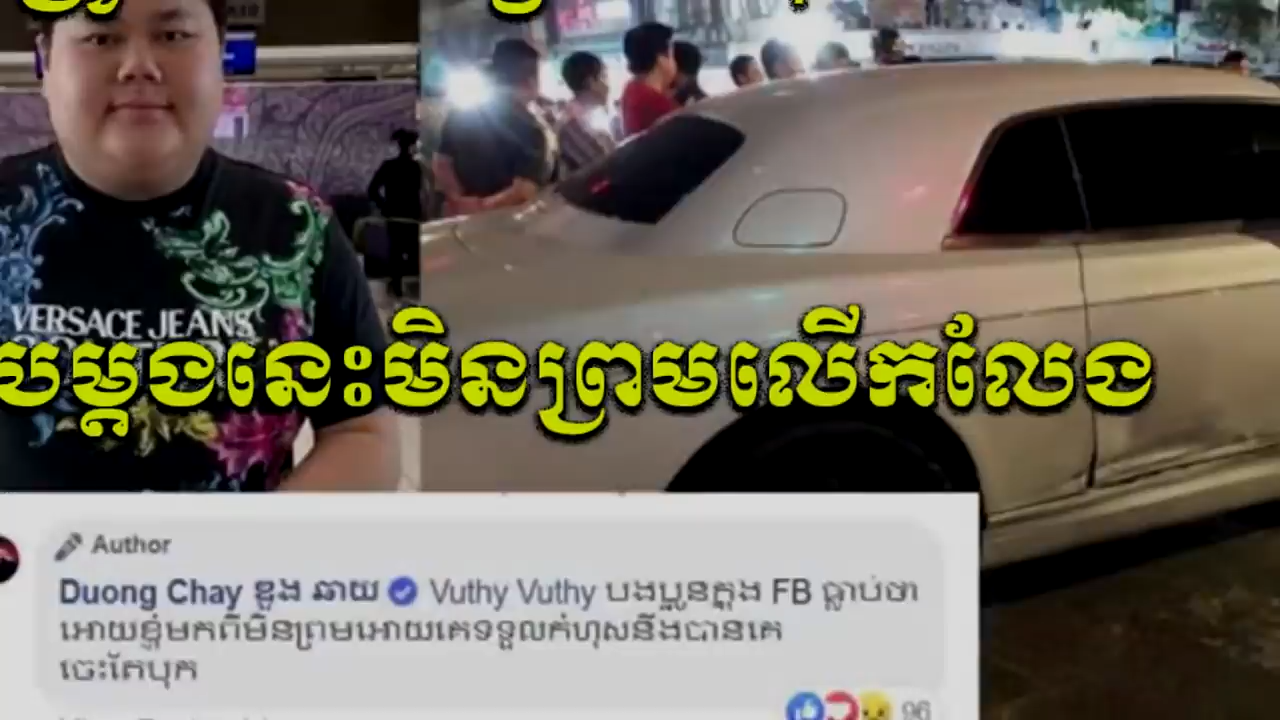 VERSACE JEANS
បម្តងនេះមិនព្រមលើកលែង
Author
Duong Chay ឌួង ឆាយ Vuthy Vuthy បងប្អូនក្នុង FB ធ្លាប់ថា
អោយខ្ញុំមកពីមិនព្រមអោយគេទទួលកំហុសនឹងបានគេ
ចេះតែបុក
96